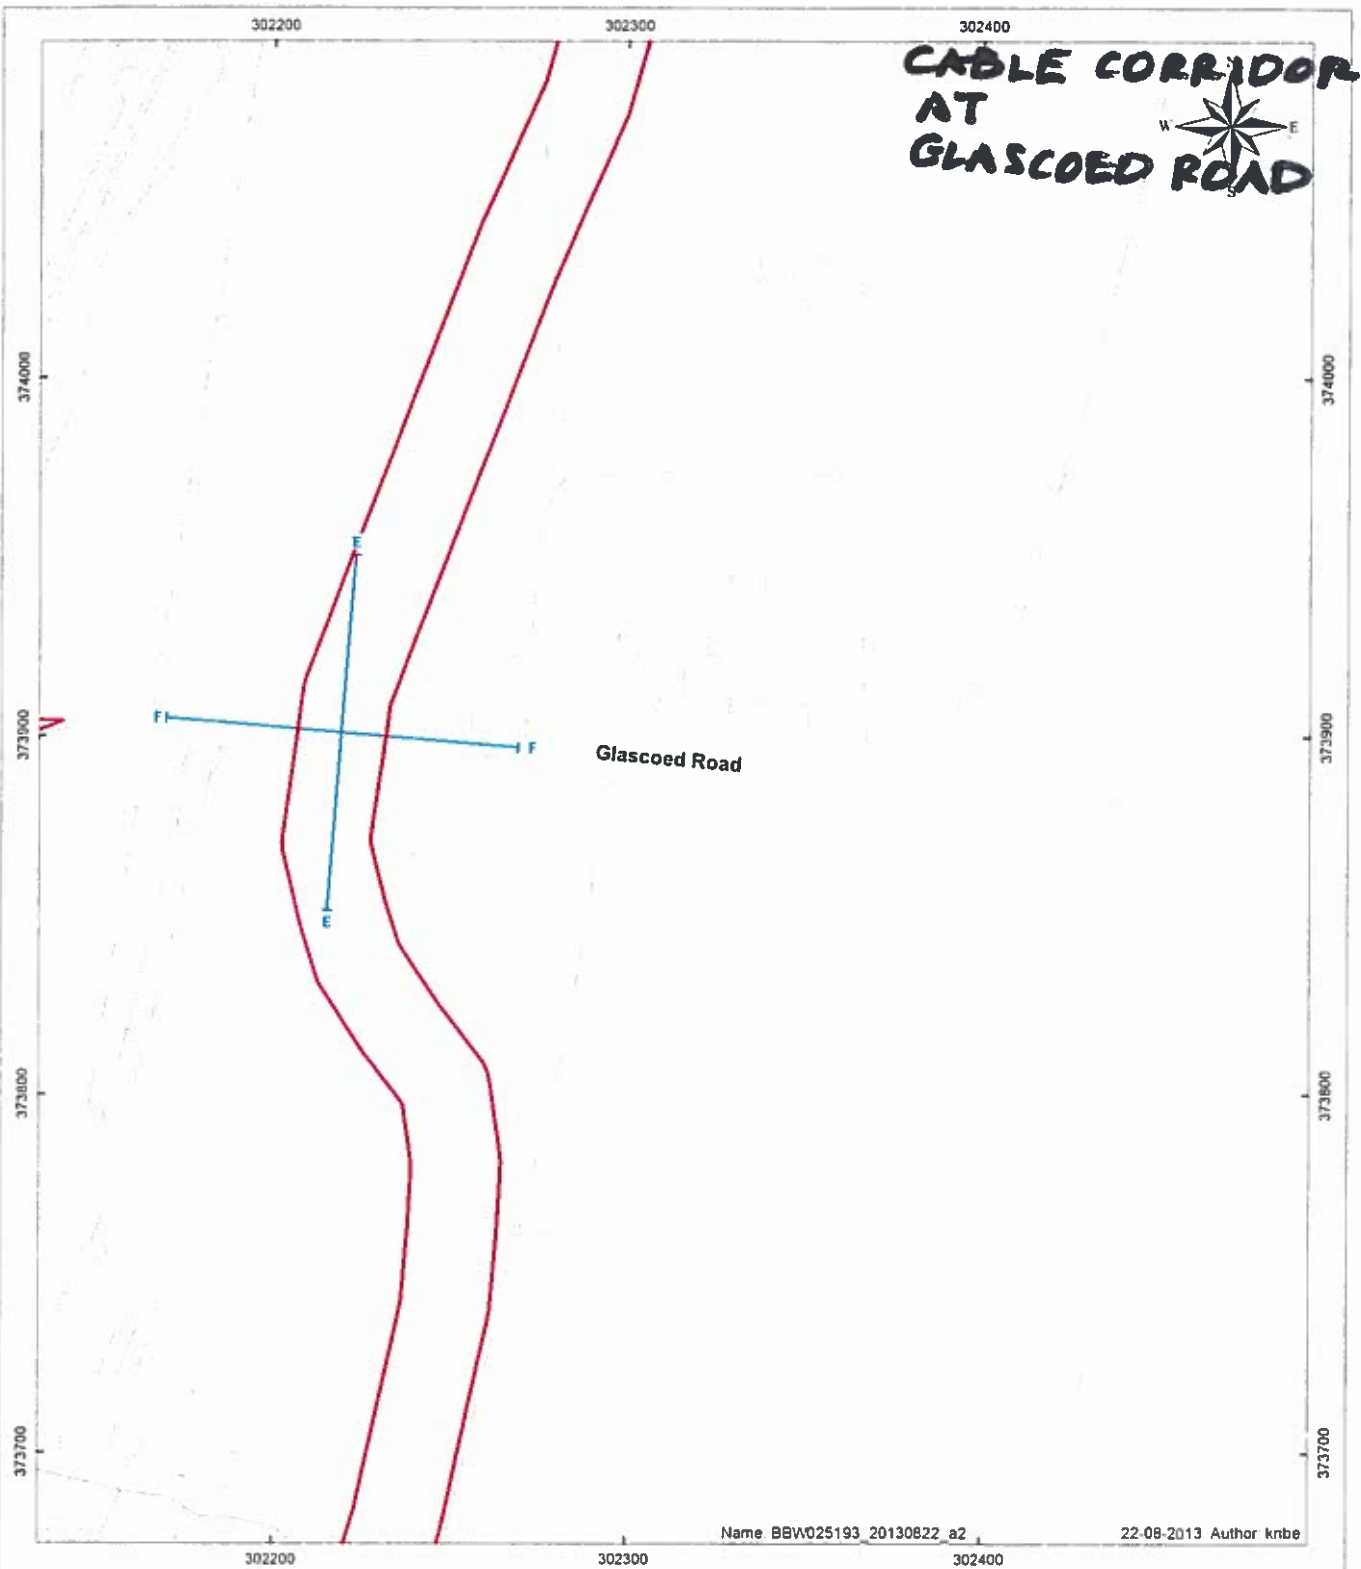 302200
302300
302400
CABLE CORRIDOR
AT
GLASCOED ROAD
W
E
S
374000
374000
E
F
F
373900
373900
Glascoed Road
E
373800
373800
373700
373700
Name: BBW025193_20130822_a2
22-08-2013 Author knbe
302200
302300
302400